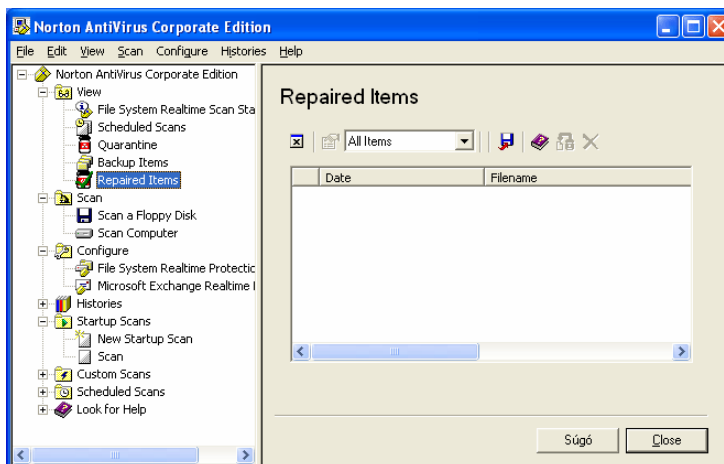 Norton AntiVirus Corporate Edition
File Edit View Scan Configure Histories Help
Norton AntiVirus Corporate Edition
View
File System Realtime Scan Sta
Scheduled Scans
Quarantine
Backup Items
Repaired Items
Scan
Scan a Floppy Disk
Scan Computer
Configure
File System Realtime Protectic
Microsoft Exchange Realtime
Histories
Startup Scans
New Startup Scan
Scan
Custom Scans
Scheduled Scans
Look for Help
Repaired Items
All Items
Date Filename
Súgó Close